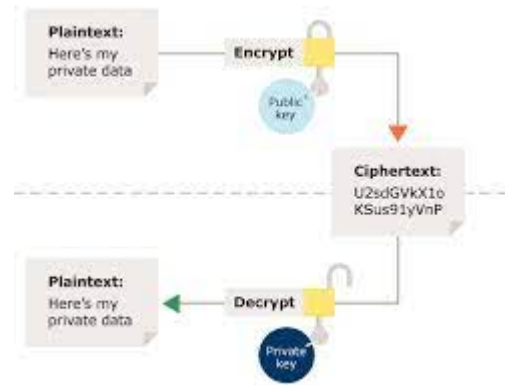 Plaintext:
Here's my
private data
Encrypt
Public
key
Ciphertext:
U2sdGVkX1o
KSus91yVnP
Plaintext:
Here's my
private data
Decrypt
Private
key